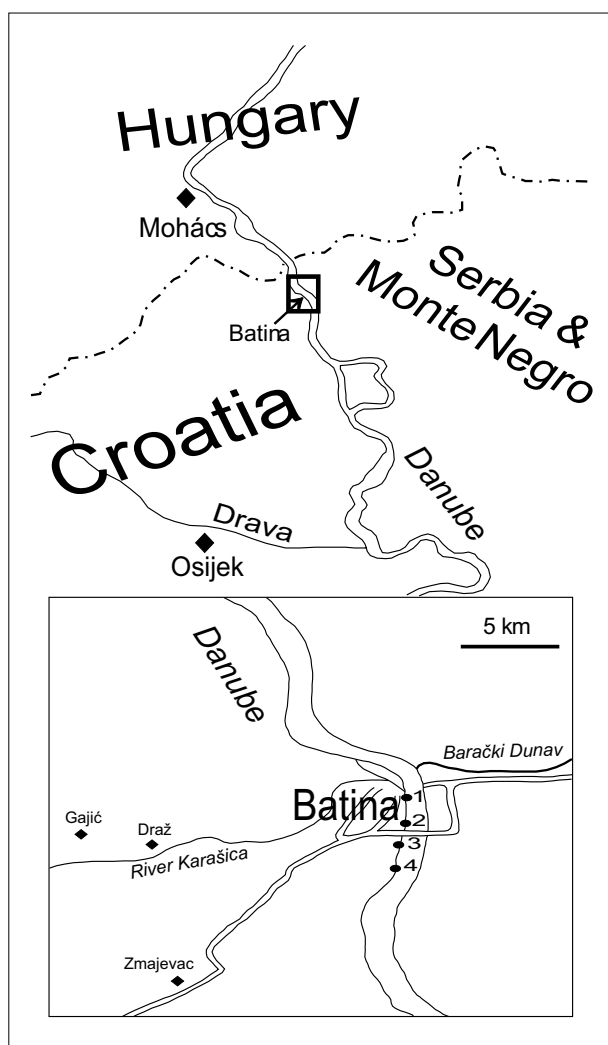 Hungary
Mohács
Serbia &
Monte Negro
Batina
Croatia
Danube
Drava
Osijek
5 km
Danube
Barački Dunav
Batina
1
2
3
4
Gajić
Draž
River Karašica
Zmajevac